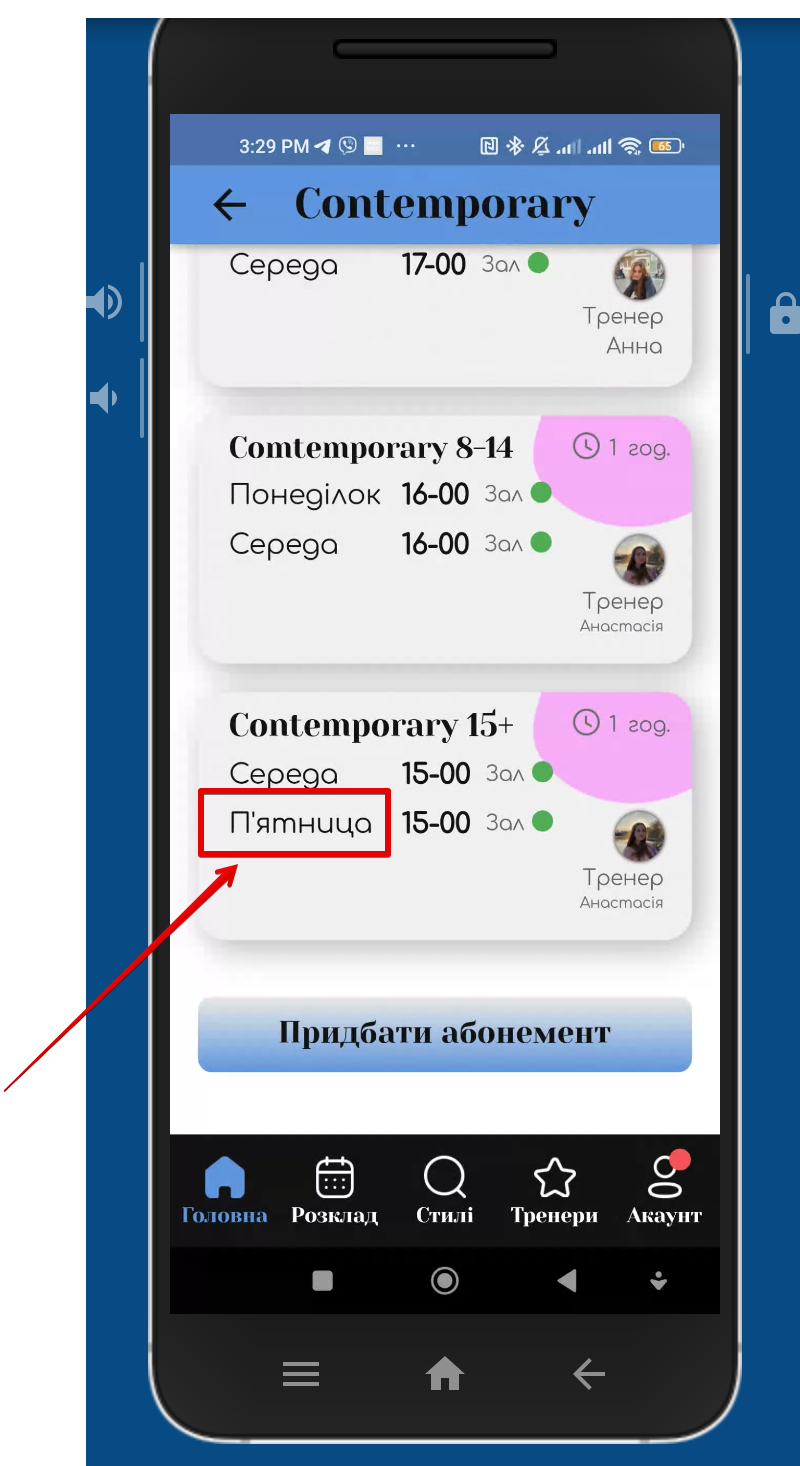 3:29 PM
65
Contemporary
Середа 17-00 Зал
Тренер
Анна
Comtemporary 8-14 1 год.
Понеділок 16-00 Зал
Середа 16-00 Зал
Тренер
Анастасія
Contemporary 15+ 1 год.
Середа 15-00 Зал
П'ятница 15-00 Зал
Тренер
Анастасія
Придбати абонемент
Головна Розклад Стилі Тренери Акаунт